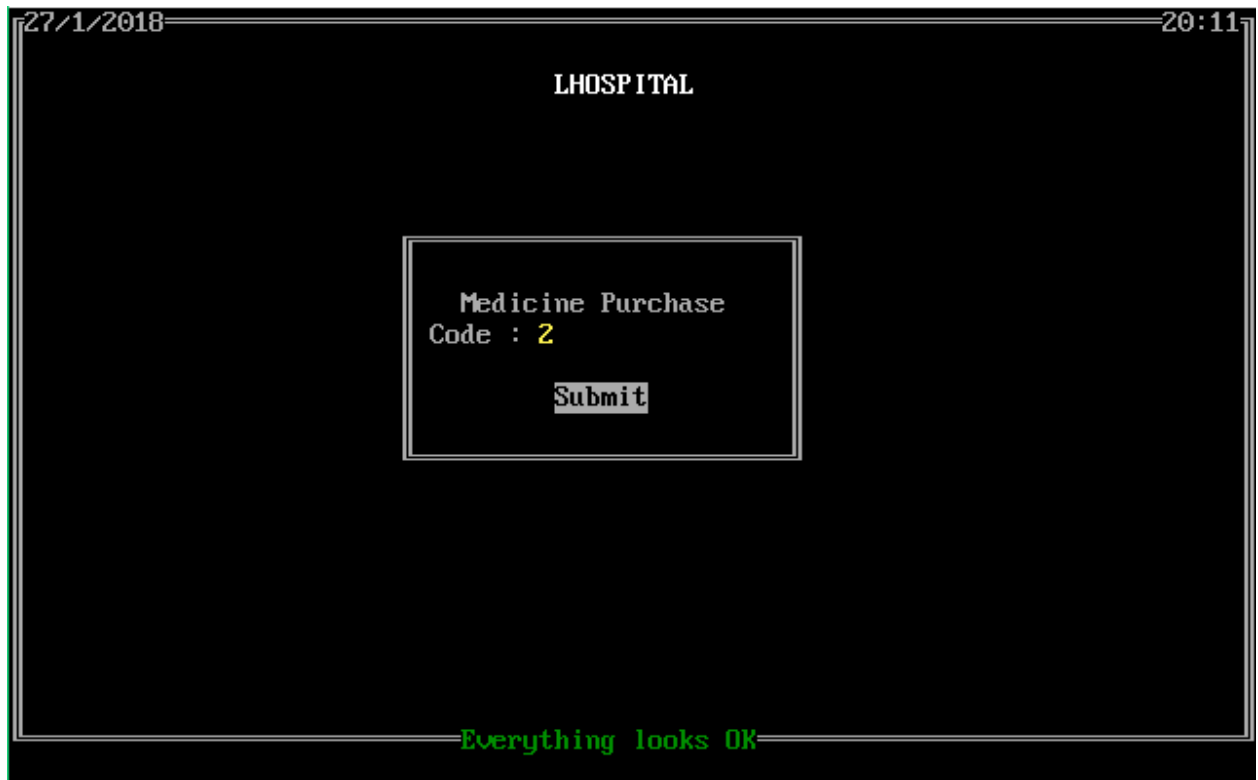 27/1/2018 20:11
LHOSPITAL
Medicine Purchase
Code : 2
Submit
Everything looks OK